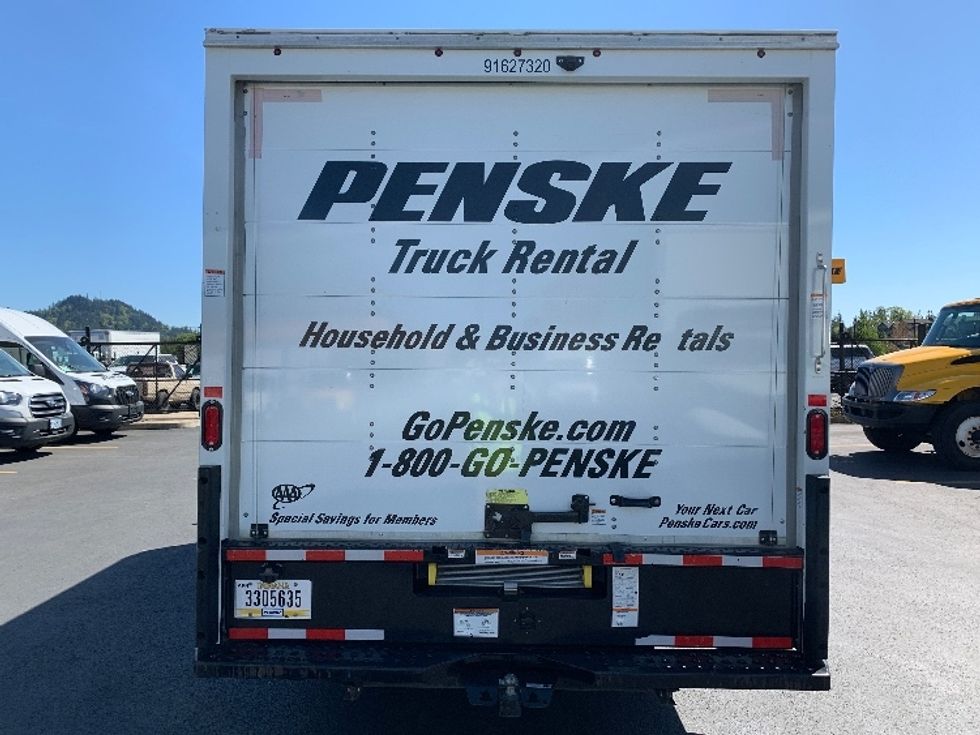 91627320
PENSKE
Truck Rental
Household & Business Re tals
GoPenske.com
1-800-GO-PENSKE
AAA
Special Savings for Members
Your Next Car
PenskeCars.com
INDIANA
3305635